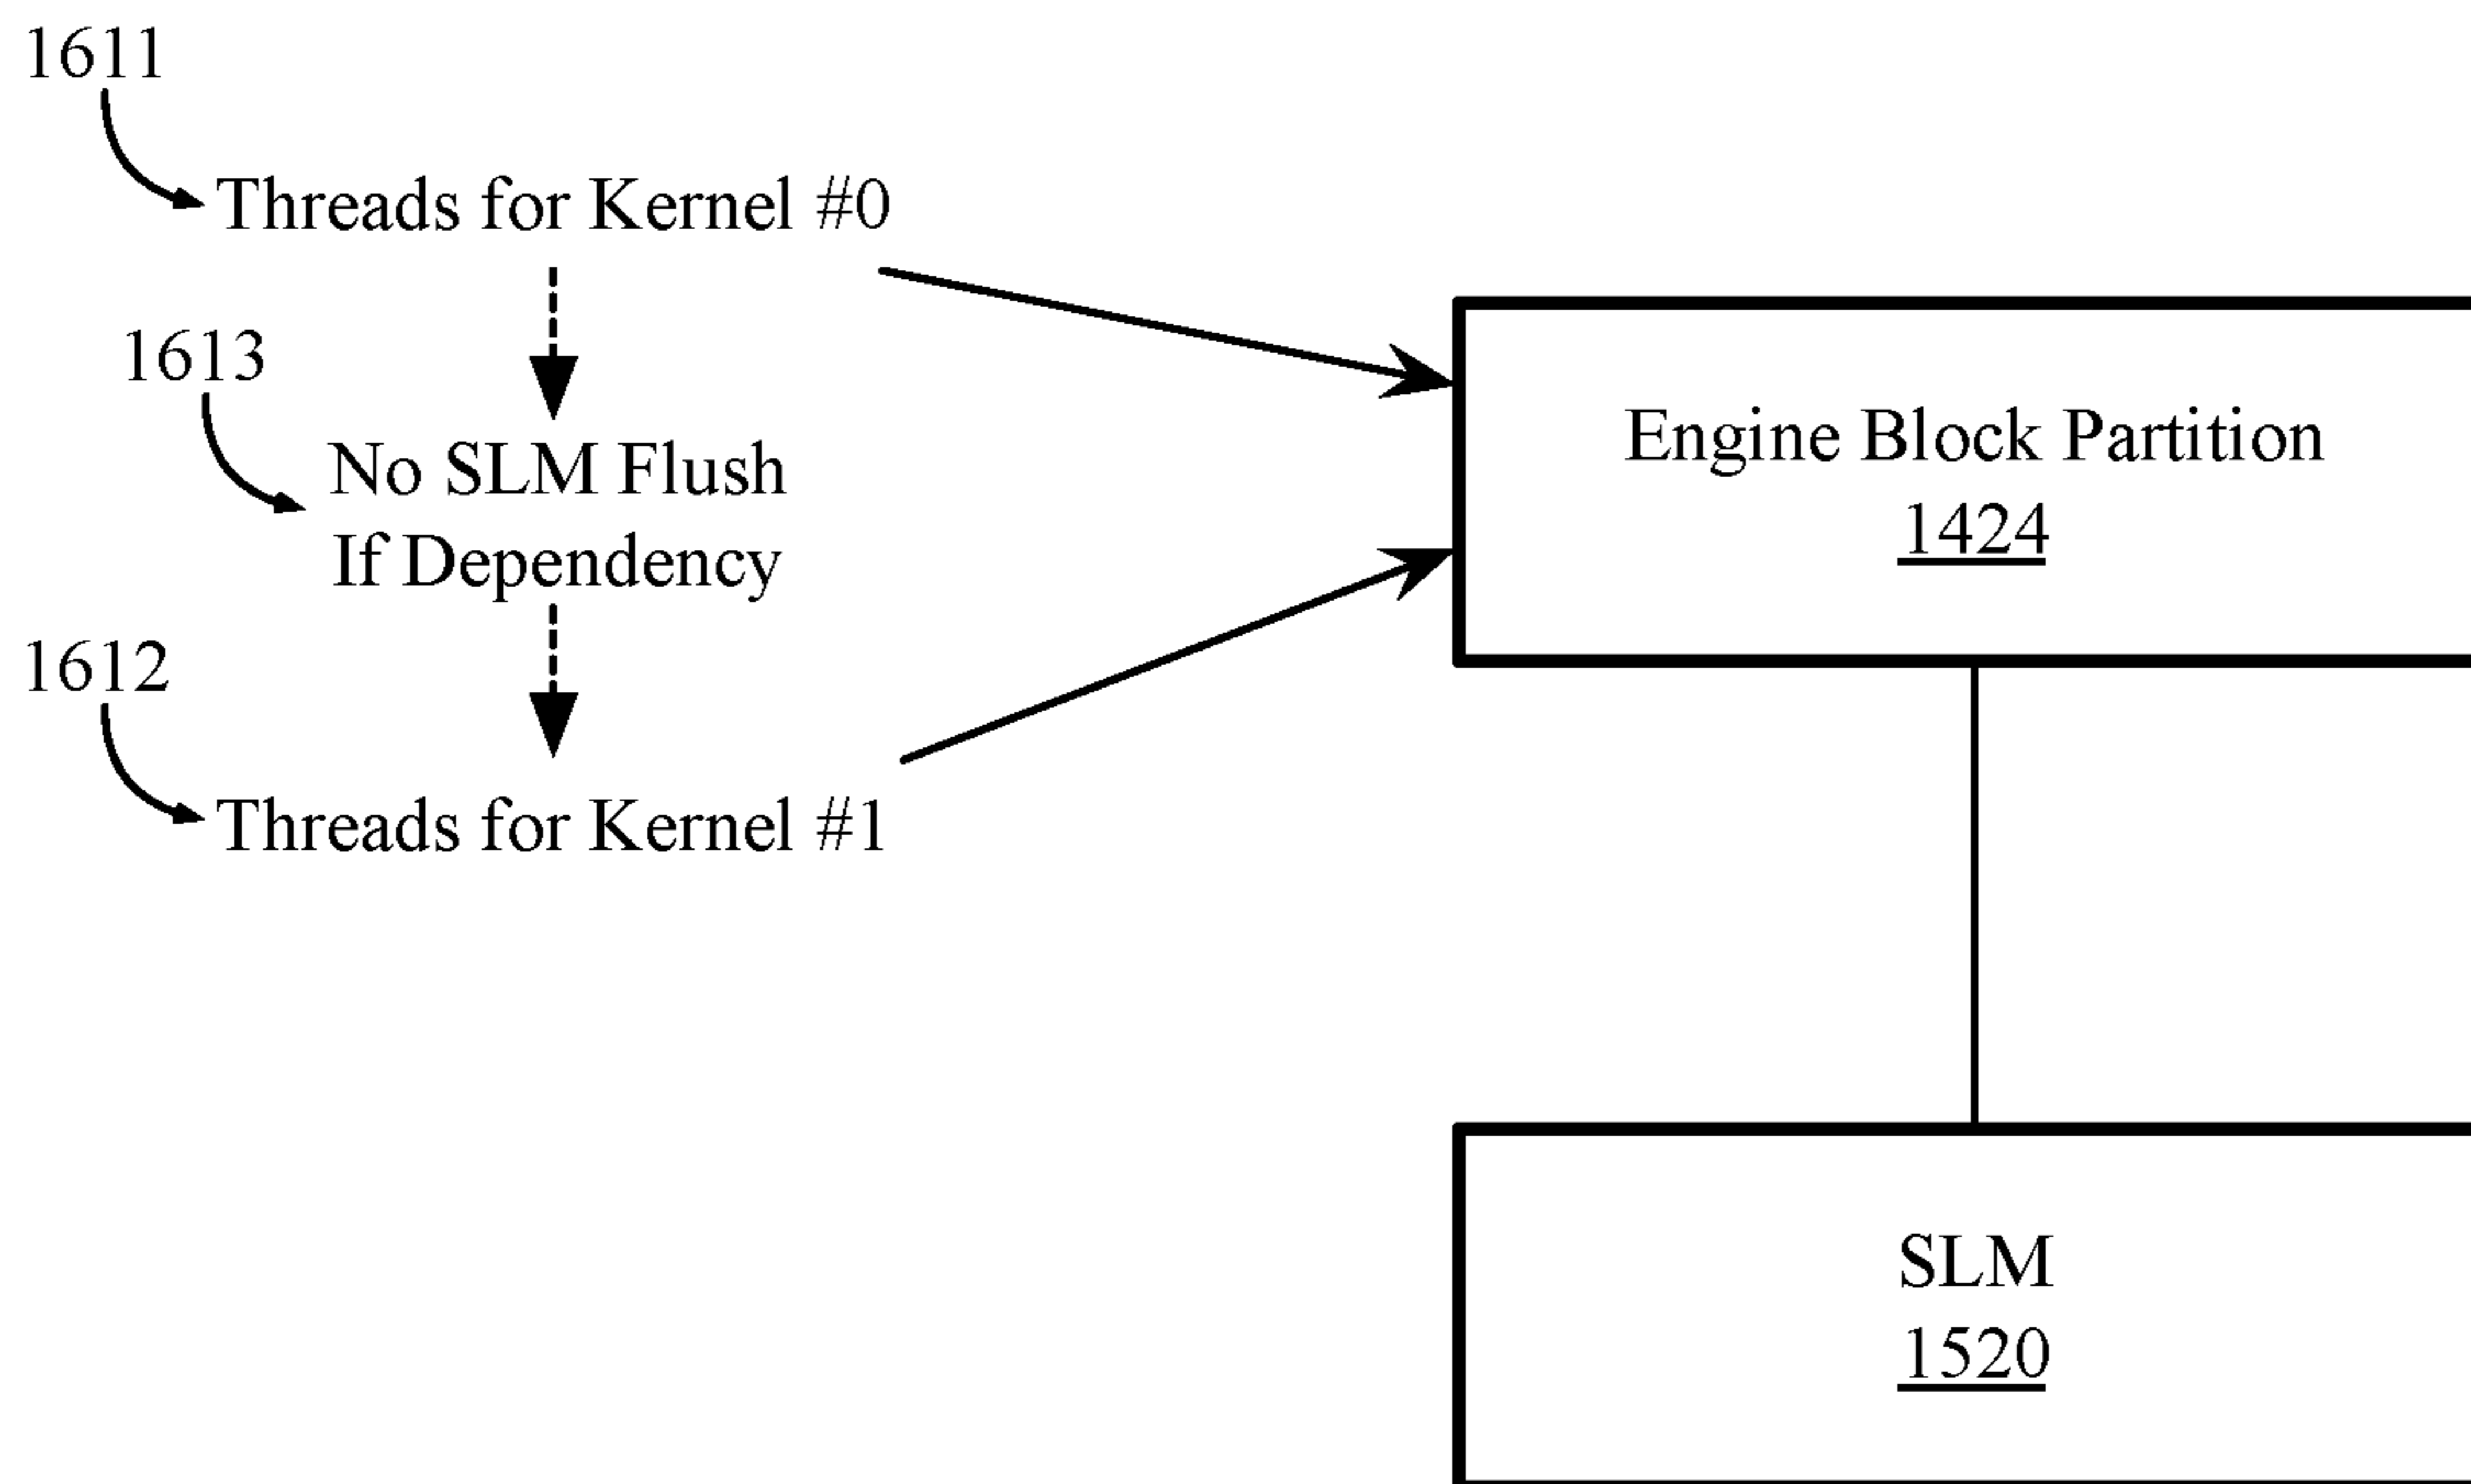 1611
Threads for Kernel #0
1613
No SLM Flush
If Dependency
1612
Threads for Kernel #1
Engine Block Partition
1424
SLM
1520